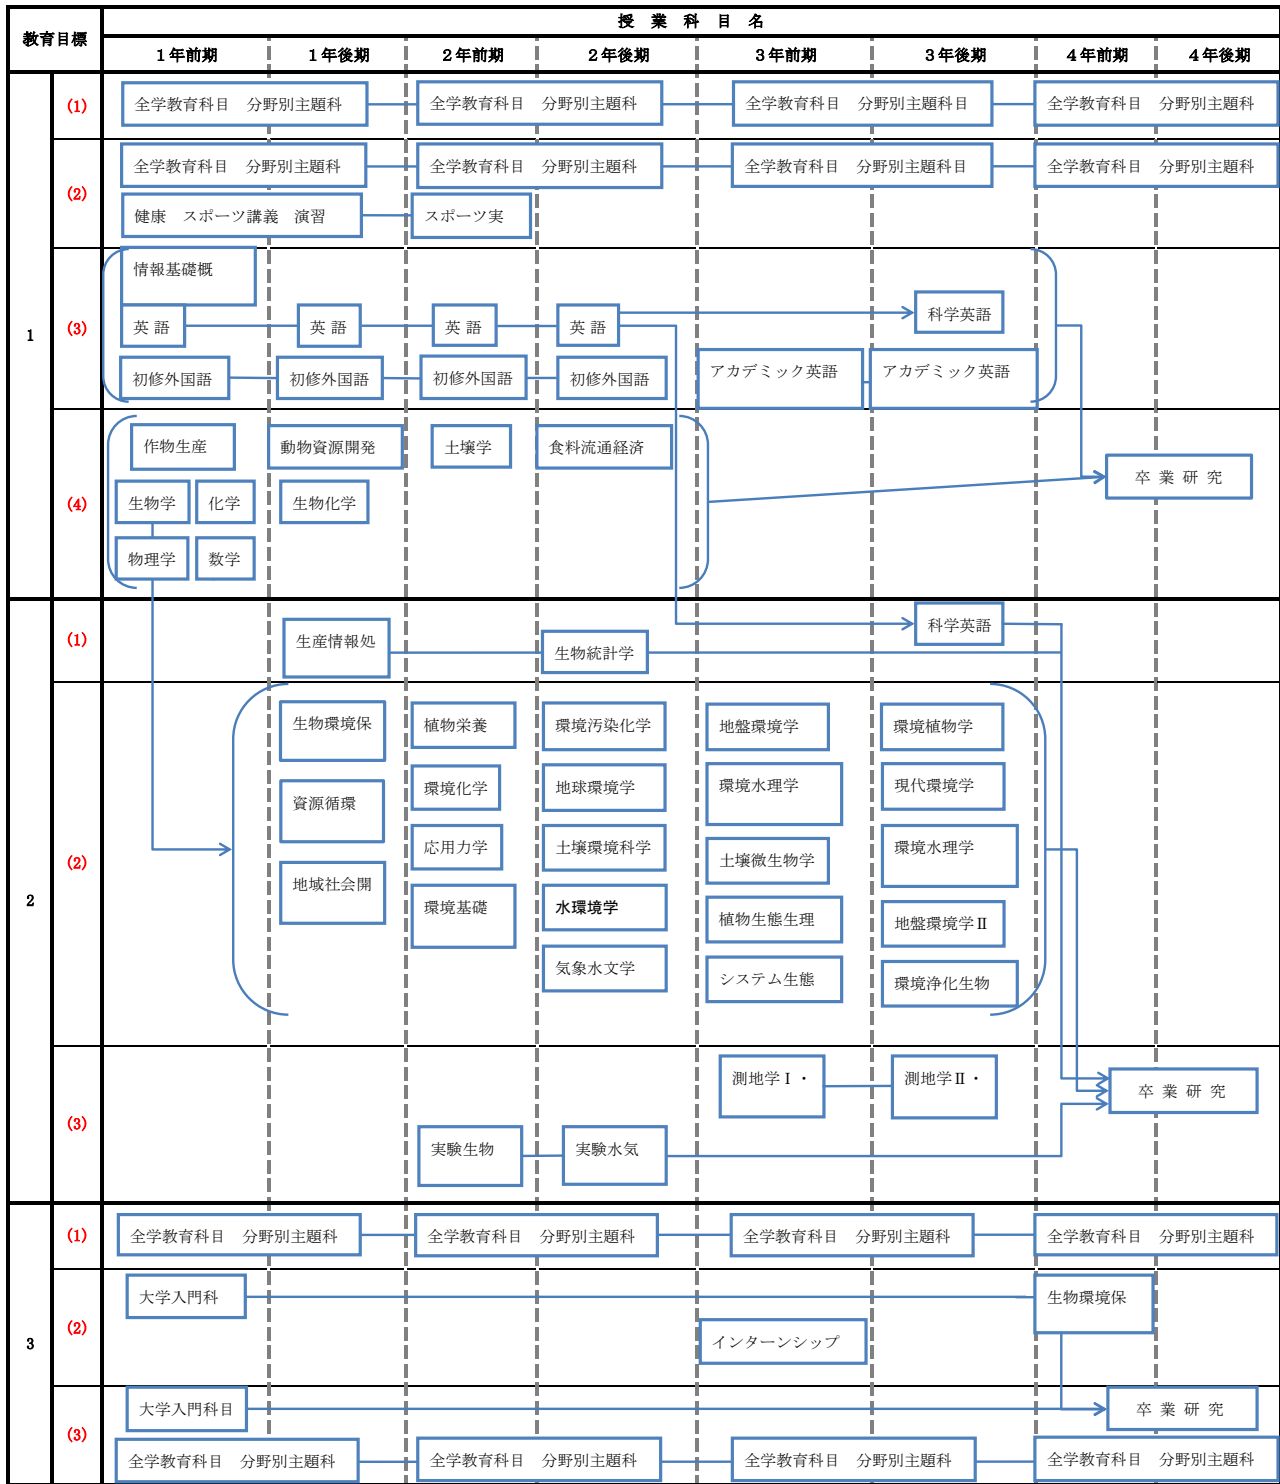 教育目標
授 業 科 目 名
1年前期 1年後期 2年前期 2年後期 3年前期 3年後期 4年前期 4年後期
1
(1)
全学教育科目 分野別主題科 全学教育科目 分野別主題科 全学教育科目 分野別主題科目 全学教育科目 分野別主題科
(2)
全学教育科目 分野別主題科 全学教育科目 分野別主題科 全学教育科目 分野別主題科目 全学教育科目 分野別主題科
健康 スポーツ講義 演習 スポーツ実
(3)
情報基礎概
英 語 英 語 英 語 英 語 科学英語
初修外国語 初修外国語 初修外国語 初修外国語 アカデミック英語 アカデミック英語
(4)
作物生産 動物資源開発 土壌学 食料流通経済
生物学 化学 生物化学 卒 業 研 究
物理学 数学
2
(1)
生産情報処 生物統計学 科学英語
(2)
生物環境保 植物栄養 環境汚染化学 地盤環境学 環境植物学
資源循環 環境化学 地球環境学 環境水理学 現代環境学
地域社会開 応用力学 土壌環境科学 土壌微生物学 環境水理学
環境基礎 水環境学 植物生態生理 地盤環境学Ⅱ
気象水文学 システム生態 環境浄化生物
(3)
測地学Ⅰ・ 測地学Ⅱ・ 卒 業 研 究
実験生物 実験水気
3
(1)
全学教育科目 分野別主題科 全学教育科目 分野別主題科 全学教育科目 分野別主題科 全学教育科目 分野別主題科
(2)
大学入門科 生物環境保
インターンシップ
(3)
大学入門科目 卒 業 研 究
全学教育科目 分野別主題科 全学教育科目 分野別主題科 全学教育科目 分野別主題科 全学教育科目 分野別主題科